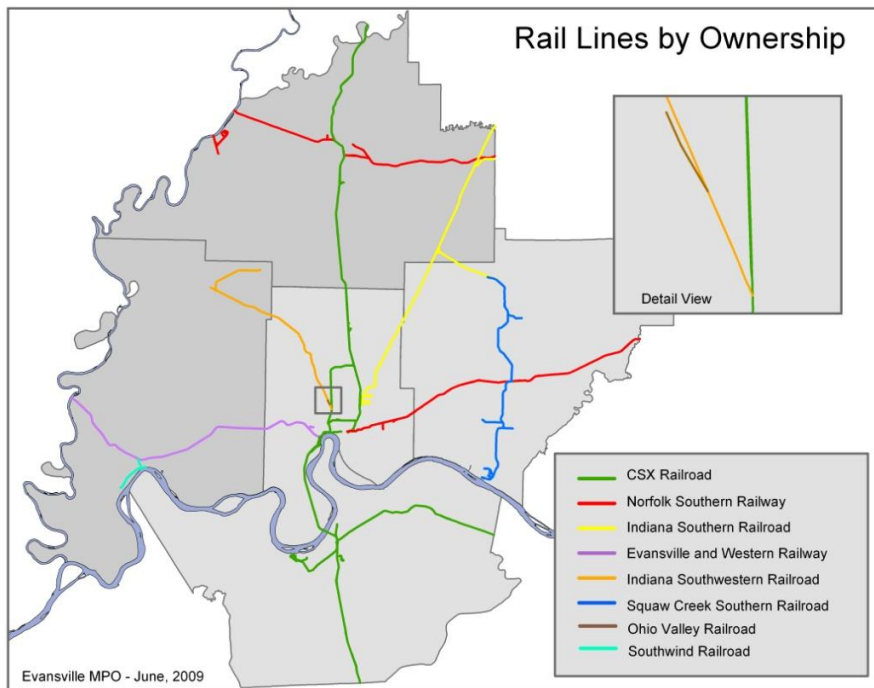 Rail Lines by Ownership
Detail View
CSX Railroad
Norfolk Southern Railway
Indiana Southern Railroad
Evansville and Western Railway
Indiana Southwestern Railroad
Squaw Creek Southern Railroad
Ohio Valley Railroad
Southwind Railroad
Evansville MPO - June, 2009